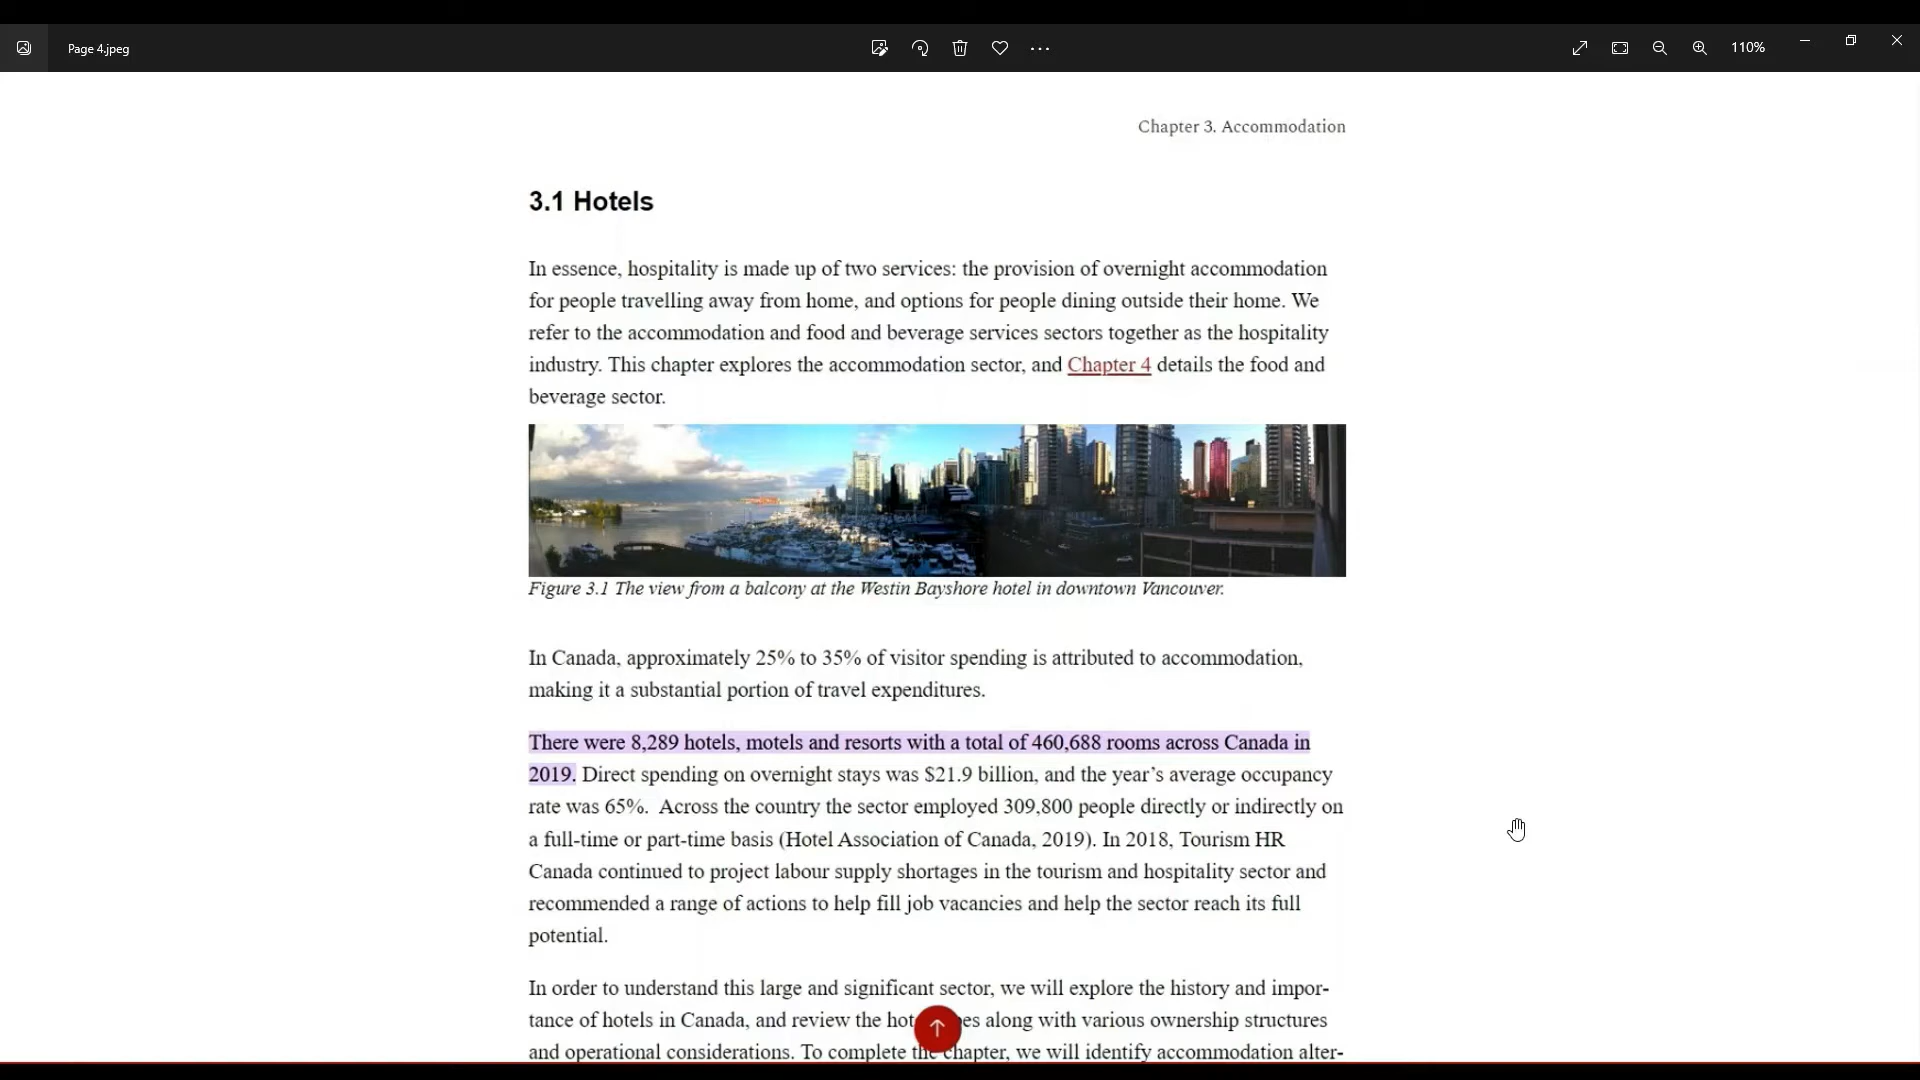 Page 4.jpeg
110%
Chapter 3. Accommodation
3.1 Hotels
In essence, hospitality is made up of two services: the provision of overnight accommodation
for people travelling away from home, and options for people dining outside their home. We
refer to the accommodation and food and beverage services sectors together as the hospitality
industry. This chapter explores the accommodation sector, and Chapter 4 details the food and
beverage sector.
Figure 3.1 The view from a balcony at the Westin Bayshore hotel in downtown Vancouver.
In Canada, approximately 25% to 35% of visitor spending is attributed to accommodation,
making it a substantial portion of travel expenditures.
There were 8,289 hotels, motels and resorts with a total of 460,688 rooms across Canada in
2019. Direct spending on overnight stays was $21.9 billion, and the year’s average occupancy
rate was 65%.  Across the country the sector employed 309,800 people directly or indirectly on
a full-time or part-time basis (Hotel Association of Canada, 2019). In 2018, Tourism HR
Canada continued to project labour supply shortages in the tourism and hospitality sector and
recommended a range of actions to help fill job vacancies and help the sector reach its full
potential.
In order to understand this large and significant sector, we will explore the history and impor-
tance of hotels in Canada, and review the hot es along with various ownership structures
and operational considerations. To complete the chapter, we will identify accommodation alter-